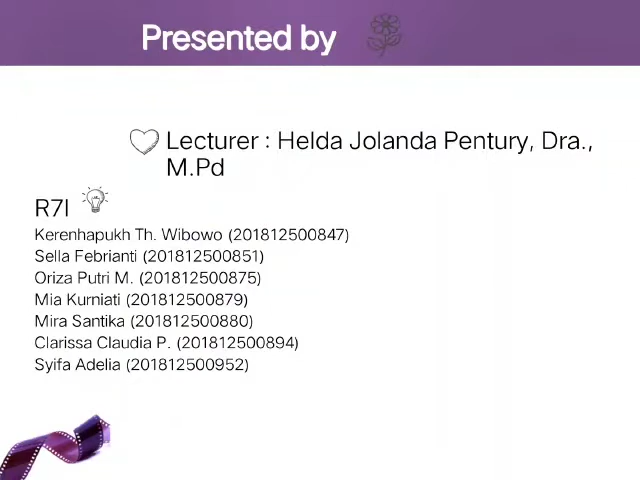 Presented by
Lecturer : Helda Jolanda Pentury, Dra.,
M.Pd
R7I
Kerenhapukh Th. Wibowo (201812500847)
Sella Febrianti (201812500851)
Oriza Putri M. (201812500875)
Mia Kurniati (201812500879)
Mira Santika (201812500880)
Clarissa Claudia P. (201812500894)
Syifa Adelia (201812500952)